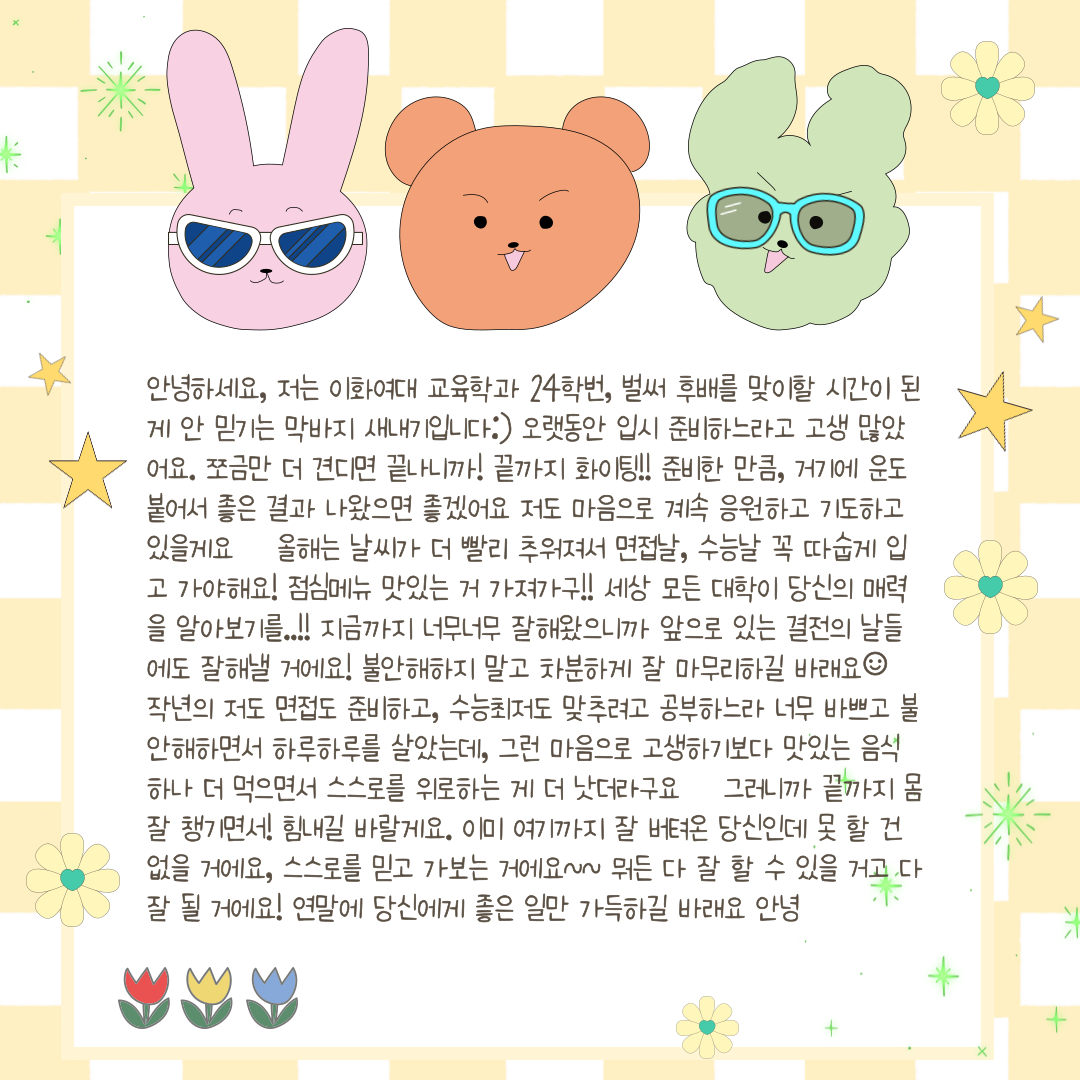 안녕하세요, 저는 이화여대 교육학과 24학번, 벌써 후배를 맞이할 시간이 된
게 안 믿기는 막바지 새내기입니다:) 오랫동안 입시 준비하느라고 고생 많았
어요. 쪼금만 더 견디면 끝나니까! 끝까지 화이팅!! 준비한 만큼, 거기에 운도
붙어서 좋은 결과 나왔으면 좋겠어요 저도 마음으로 계속 응원하고 기도하고
있을게요 올해는 날씨가 더 빨리 추워져서 면접날, 수능날 꼭 따숩게 입
고 가야해요! 점심메뉴 맛있는 거 가져가구!! 세상 모든 대학이 당신의 매력
을 알아보기를..!! 지금까지 너무너무 잘해왔으니까 앞으로 있는 결전의 날들
에도 잘해낼 거에요! 불안해하지 말고 차분하게 잘 마무리하길 바래요☺
작년의 저도 면접도 준비하고, 수능최저도 맞추려고 공부하느라 너무 바쁘고 불
안해하면서 하루하루를 살았는데, 그런 마음으로 고생하기보다 맛있는 음식
하나 더 먹으면서 스스로를 위로하는 게 더 낫더라구요 그러니까 끝까지 몸
잘 챙기면서! 힘내길 바랄게요. 이미 여기까지 잘 버텨온 당신인데 못 할 건
없을 거에요, 스스로를 믿고 가보는 거에요~~ 뭐든 다 잘 할 수 있을 거고 다
잘 될 거에요! 연말에 당신에게 좋은 일만 가득하길 바래요 안녕